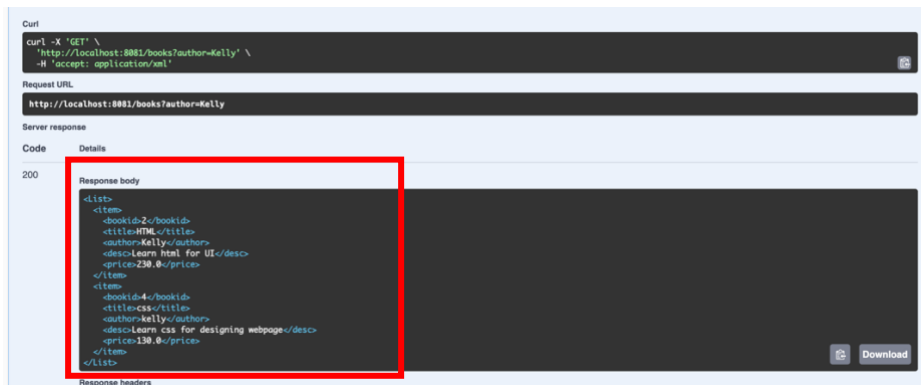 Curl
curl -X 'GET' \
'http://localhost:8081/books?author=Kelly' \
-H 'accept: application/xml'
Request URL
http://localhost:8081/books?author=Kelly
Server response
Code Details
200
Response body
<List>
<item>
<bookid>2</bookid>
<title>HTML</title>
<author>Kelly</author>
<desc>Learn html for UI</desc>
<price>230.0</price>
</item>
<item>
<bookid>4</bookid>
<title>css</title>
<author>kelly</author>
<desc>Learn css for designing webpage</desc>
<price>130.0</price>
</item>
</List>
Download
Response headers